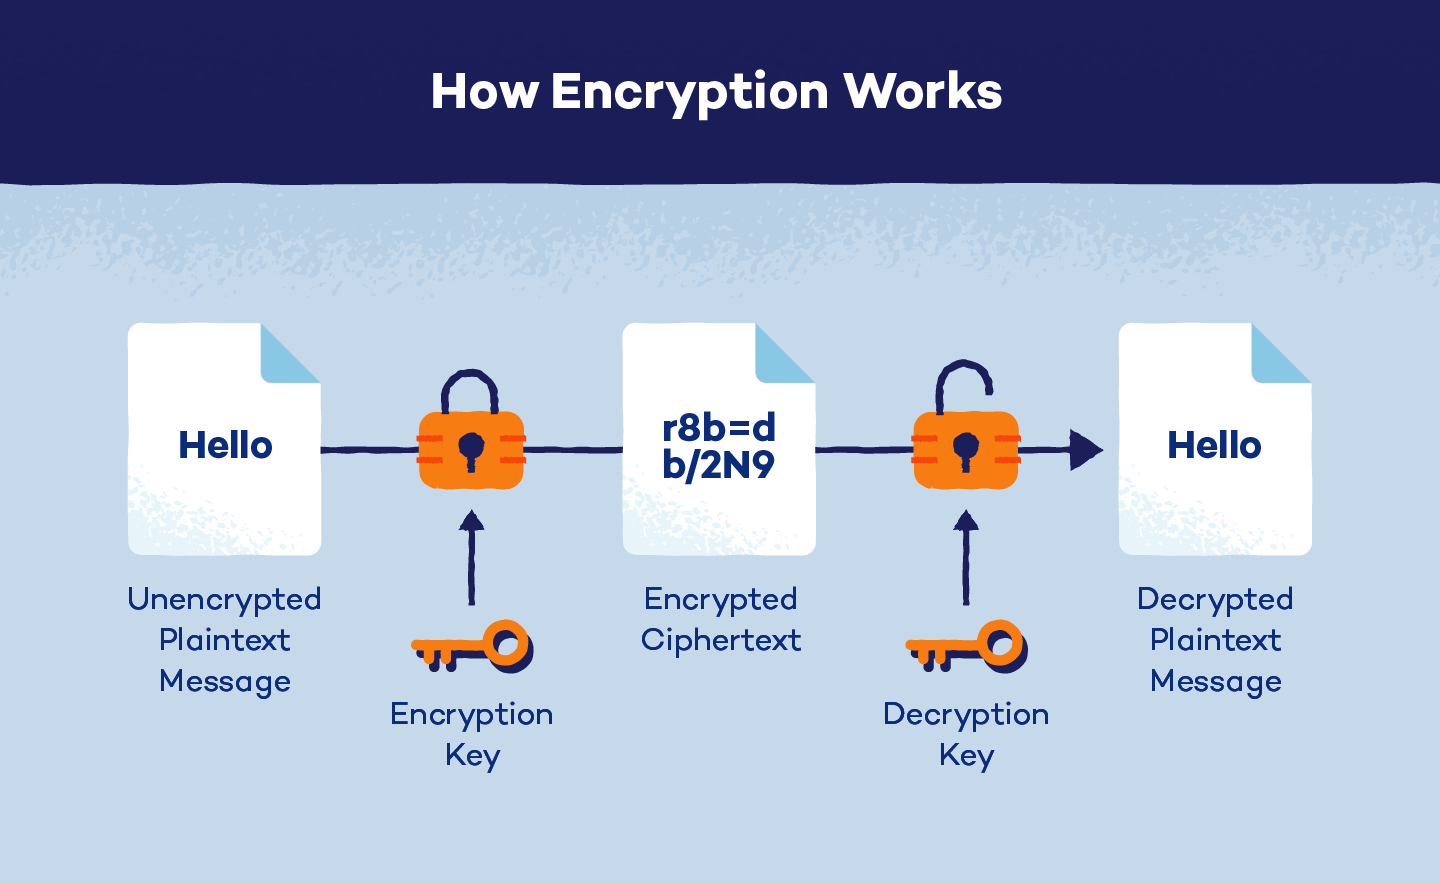 How Encryption Works
Hello
r8b=d
b/2N9
Hello
Unencrypted
Plaintext
Message
Encryption
Key
Encrypted
Ciphertext
Decryption
Key
Decrypted
Plaintext
Message